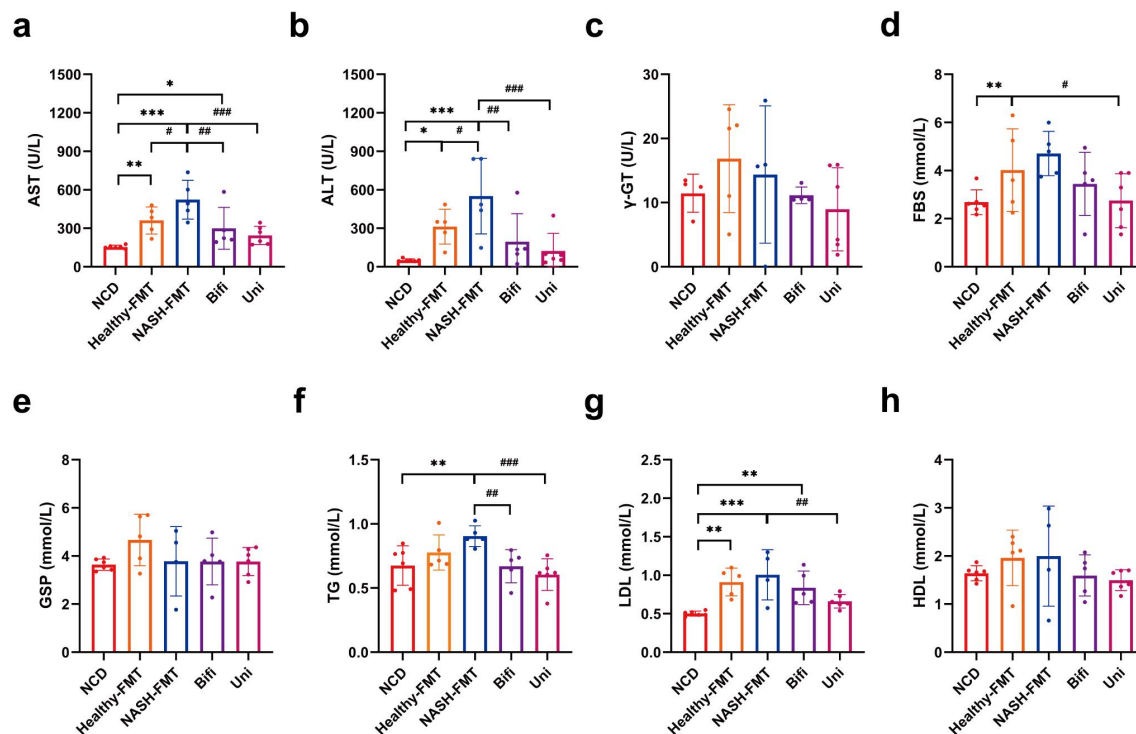 a
AST (U/L)
1500
1200
900
600
300
0
*
***
###
#
##
**
NCD
Healthy-FMT
NASH-FMT
Bifi
Uni
b
ALT (U/L)
1500
1200
900
600
300
0
###
***
##
*
#
NCD
Healthy-FMT
NASH-FMT
Bifi
Uni
c
γ-GT (U/L)
30
20
10
0
NCD
Healthy-FMT
NASH-FMT
Bifi
Uni
d
FBS (mmol/L)
8
6
4
2
0
**
#
NCD
Healthy-FMT
NASH-FMT
Bifi
Uni
e
GSP (mmol/L)
8
6
4
2
0
NCD
Healthy-FMT
NASH-FMT
Bifi
Uni
f
TG (mmol/L)
1.5
1.0
0.5
0.0
**
###
##
NCD
Healthy-FMT
NASH-FMT
Bifi
Uni
g
LDL (mmol/L)
2.5
2.0
1.5
1.0
0.5
0.0
**
***
##
**
NCD
Healthy-FMT
NASH-FMT
Bifi
Uni
h
HDL (mmol/L)
4
3
2
1
0
NCD
Healthy-FMT
NASH-FMT
Bifi
Uni